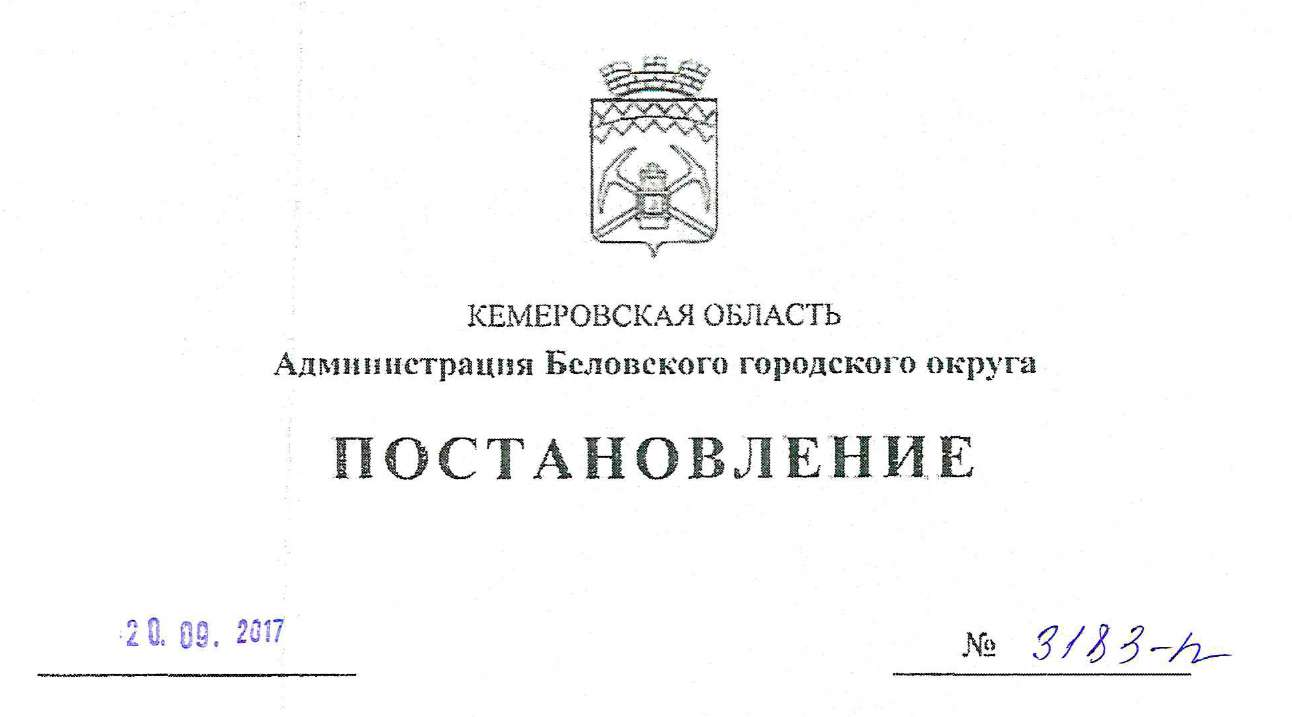 КЕМЕРОВСКАЯ ОБЛАСТЬ
Администрация Беловского городского округа
ПОСТАНОВЛЕНИЕ
20. 09. 2017
№ 3183-п